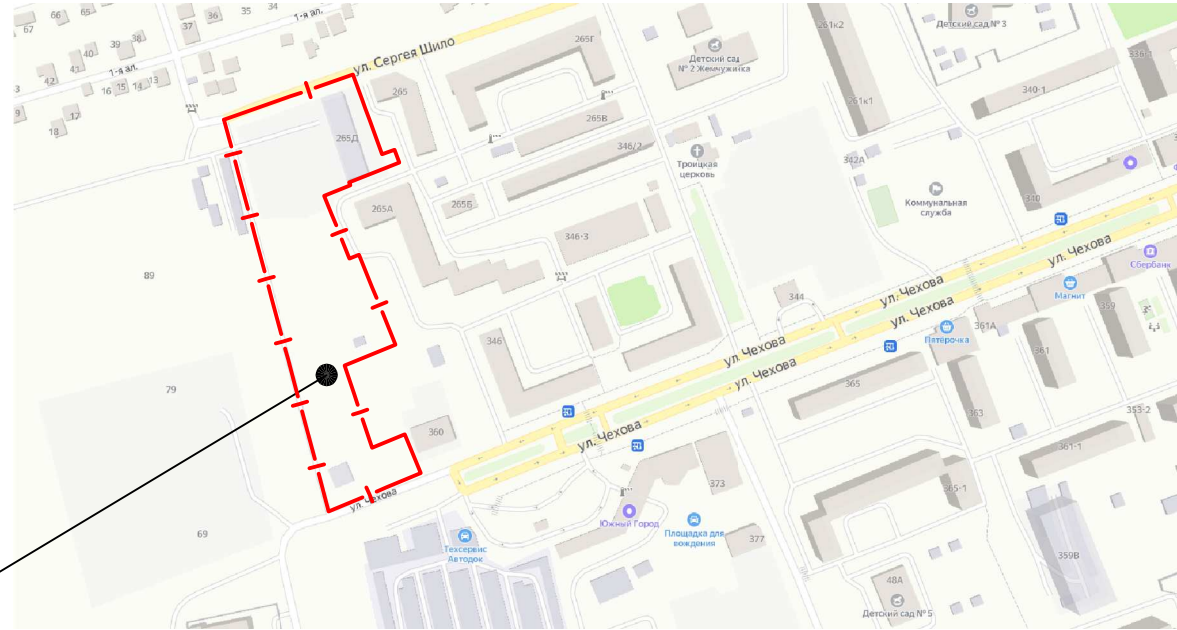 66
65
36
35
34
1-я ал.
67
37
40
39
38
41
1-я ал.
42
13
14
15
16
17
18
ул. Сергея Шило
265
265Г
265В
265Д
346/2
265А
265Б
346-3
Детский сад
№ 2 Жемчужинка
Троицкая
церковь
261к2
261к1
Детский сад № 3
336/1
340-1
342А
Коммунальная
служба
340
ул. Чехова
Сбербанк
Магнит
359
361А
Пятёрочка
361
344
ул. Чехова
ул. Чехова
89
346
ул. Чехова
ул. Чехова
365
363
353-2
361-1
79
360
ул. Чехова
ул. Чехова
373
365-1
69
Южный Город
Площадка для
вождения
377
Техсервис
Автодок
359В
48А
Детский сад № 5